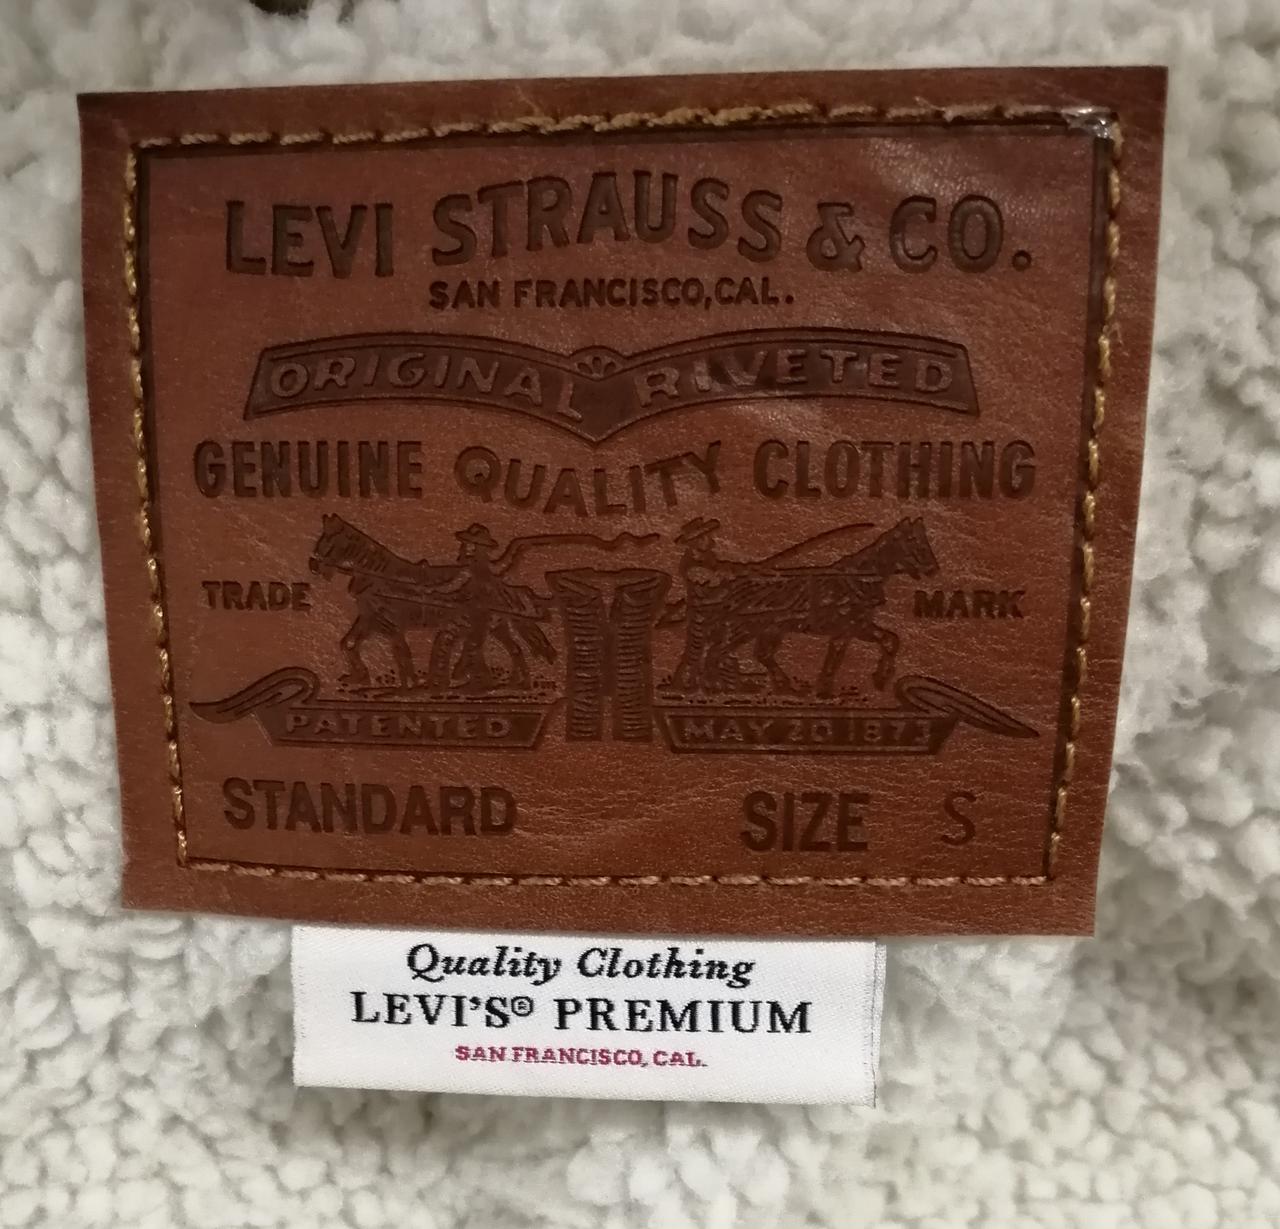 LEVI STRAUSS & CO.
SAN FRANCISCO, CAL.
ORIGINAL RIVETED
GENUINE QUALITY CLOTHING
TRADE MARK
PATENTED MAY 20 1873
STANDARD SIZE S
Quality Clothing
LEVI'S® PREMIUM
SAN FRANCISCO, CAL.